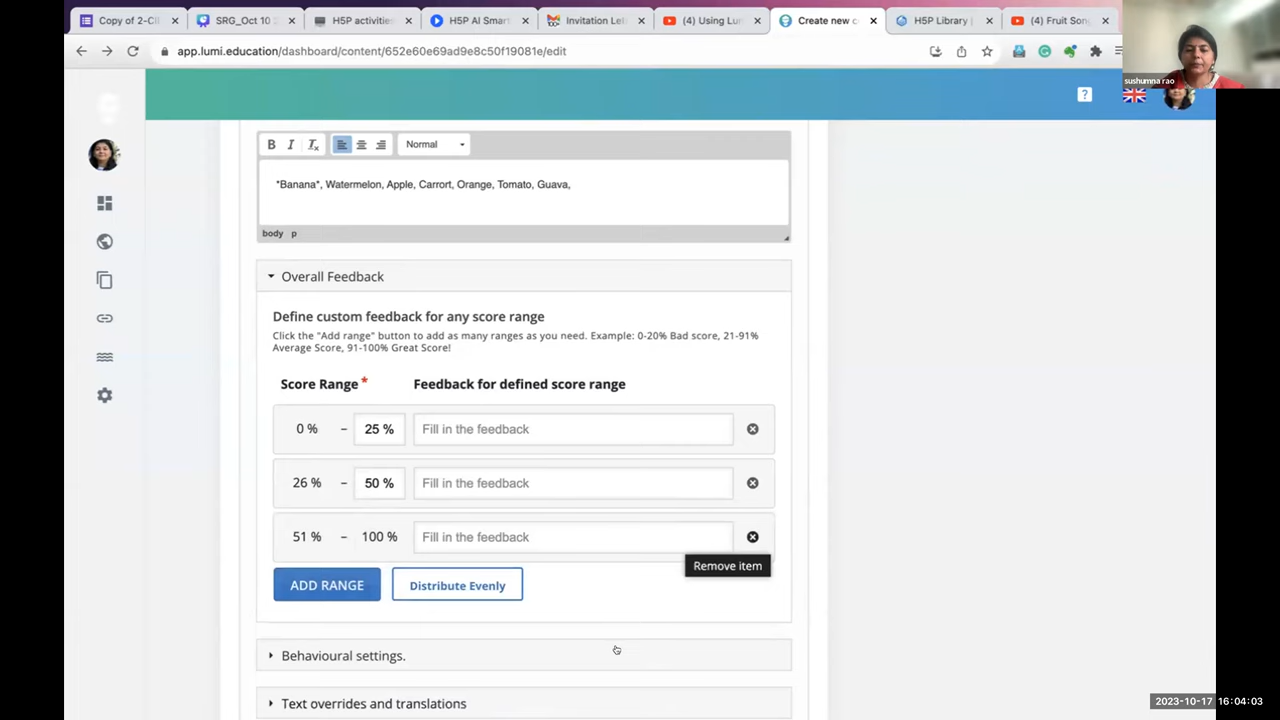 Copy of 2-Cli
SRG_Oct 10
H5P activities
H5P AI Smar
Invitation Let
(4) Using Lu
Create new c
H5P Library |
(4) Fruit Son
app.lumi.education/dashboard/content/652e60e69ad9e8c50f19081e/edit
sushumna rao
?
B I Tx Normal
*Banana*, Watermelon, Apple, Carrort, Orange, Tomato, Guava,
body p
Overall Feedback
Define custom feedback for any score range
Click the "Add range" button to add as many ranges as you need. Example: 0-20% Bad score, 21-91%
Average Score, 91-100% Great Score!
Score Range * Feedback for defined score range
0 % – 25 % Fill in the feedback
26 % – 50 % Fill in the feedback
51 % – 100 % Fill in the feedback
Remove item
ADD RANGE Distribute Evenly
Behavioural settings.
Text overrides and translations
2023-10-17 16:04:03